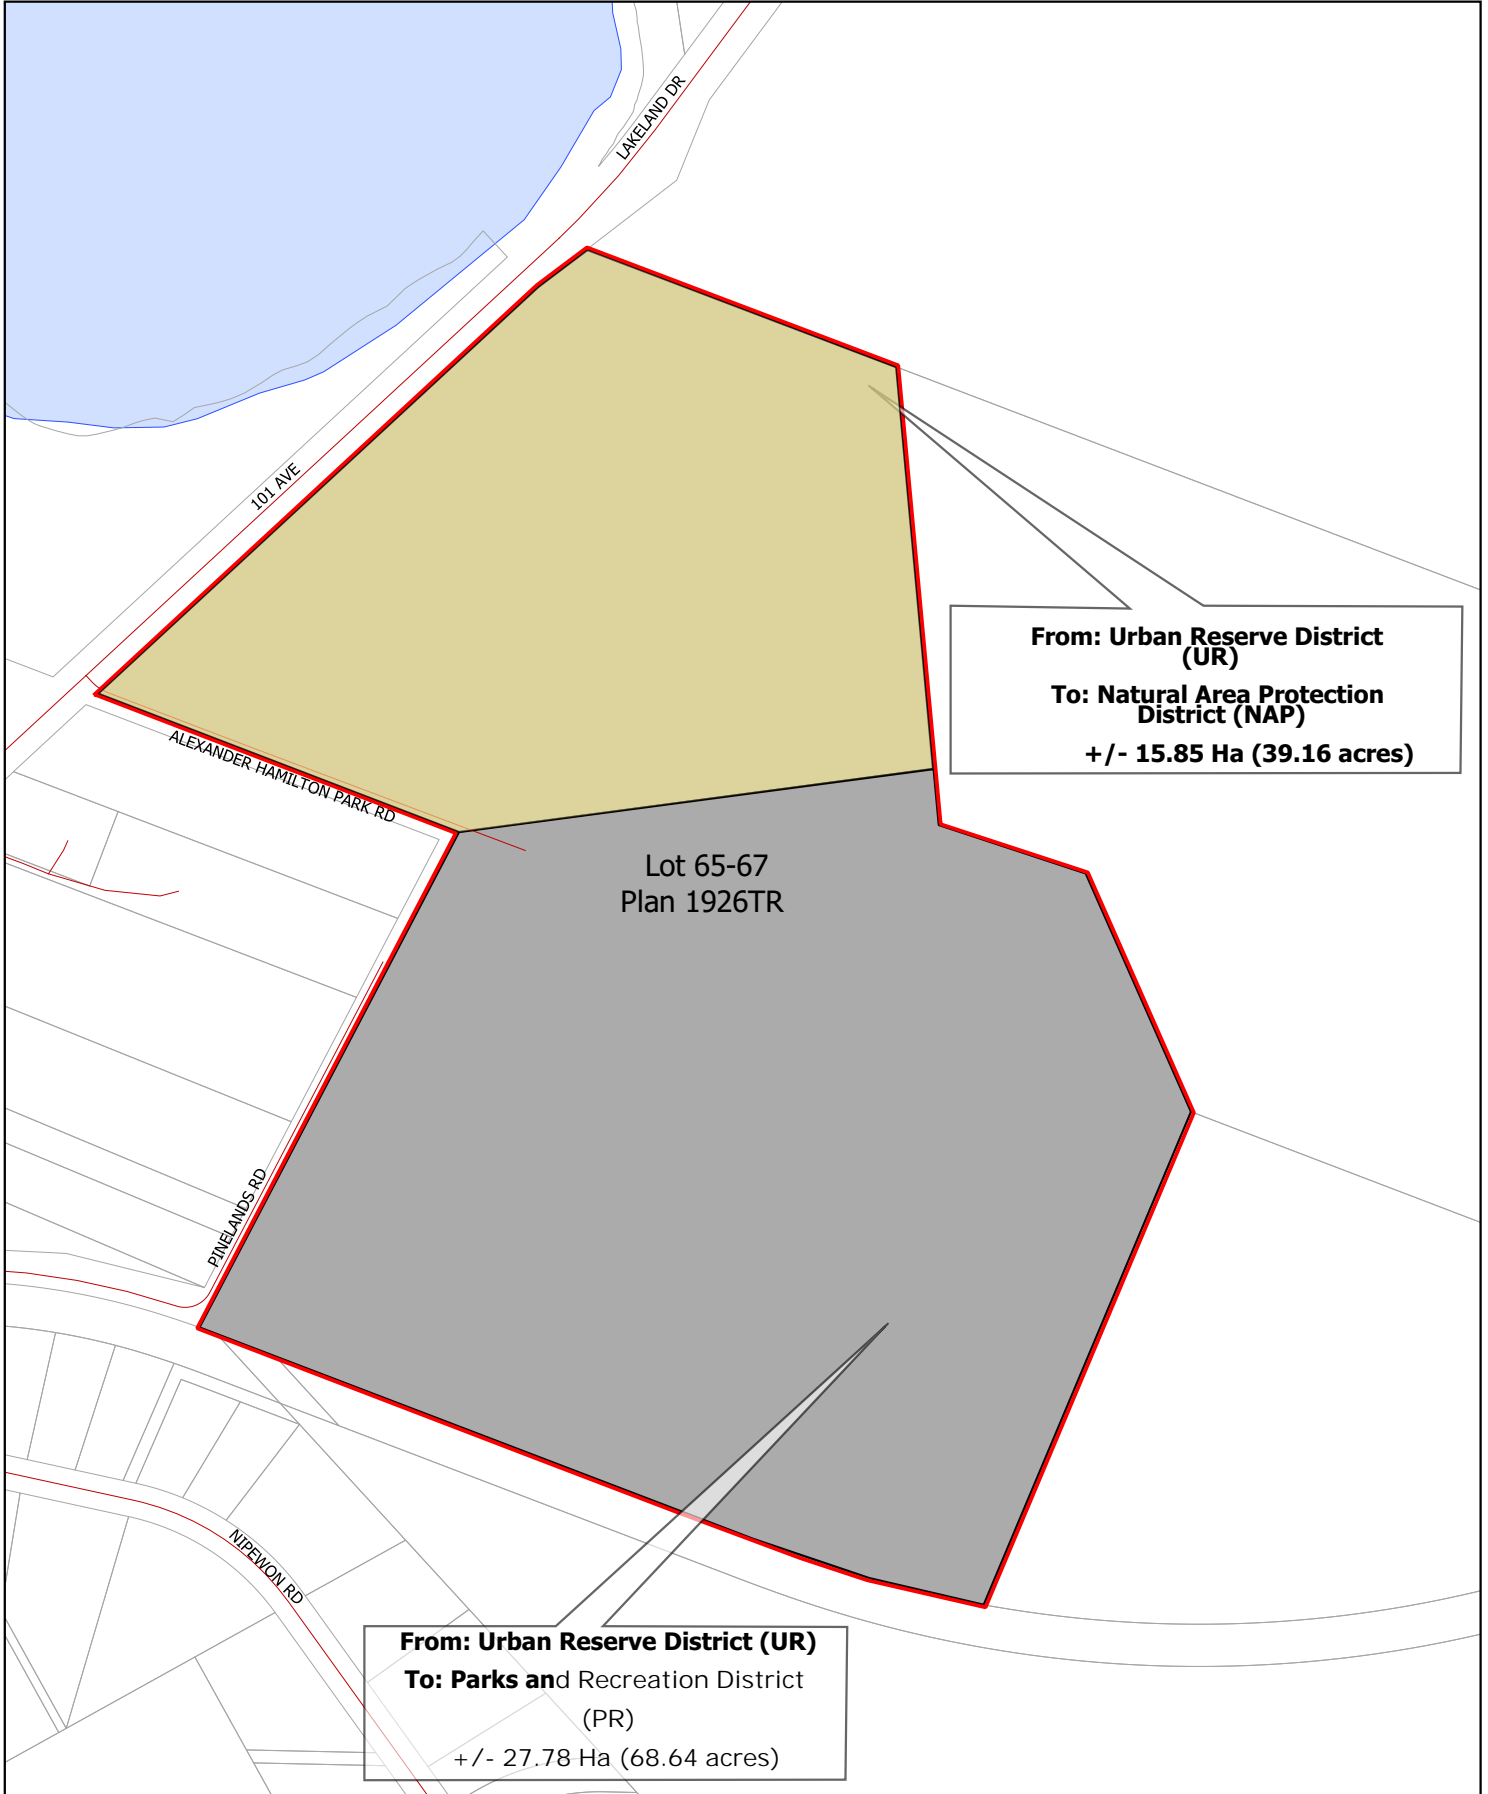 LAKELAND DR
101 AVE
From: Urban Reserve District
(UR)
To: Natural Area Protection
District (NAP)
+/- 15.85 Ha (39.16 acres)
ALEXANDER HAMILTON PARK RD
Lot 65-67
Plan 1926TR
PINELANDS RD
NIPEWON RD
From: Urban Reserve District (UR)
To: Parks and Recreation District
(PR)
+/- 27.78 Ha (68.64 acres)